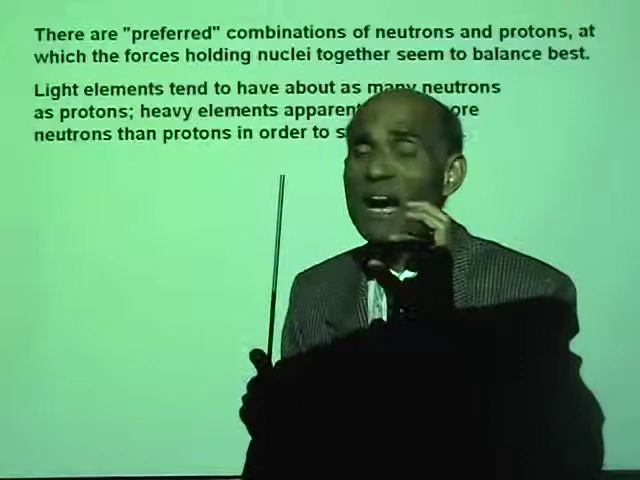 There are "preferred" combinations of neutrons and protons, at
which the forces holding nuclei together seem to balance best.
Light elements tend to have about as many neutrons
as protons; heavy elements
neutrons than protons in order to